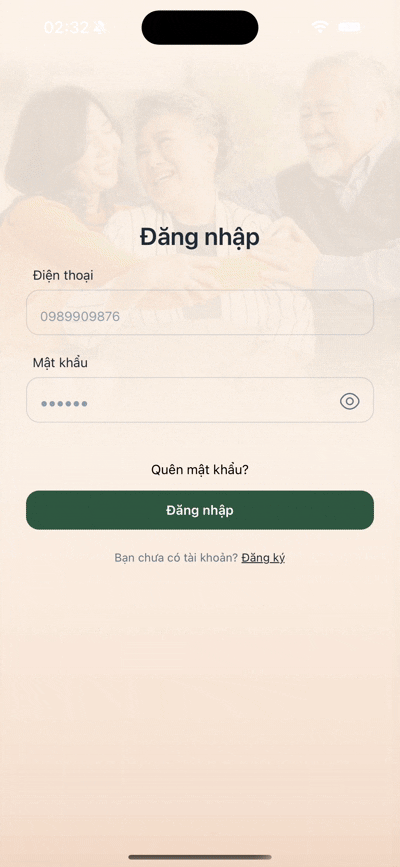 02:32
Đăng nhập
Điện thoại
0989909876
Mật khẩu
••••••
Quên mật khẩu?
Đăng nhập
Bạn chưa có tài khoản? Đăng ký